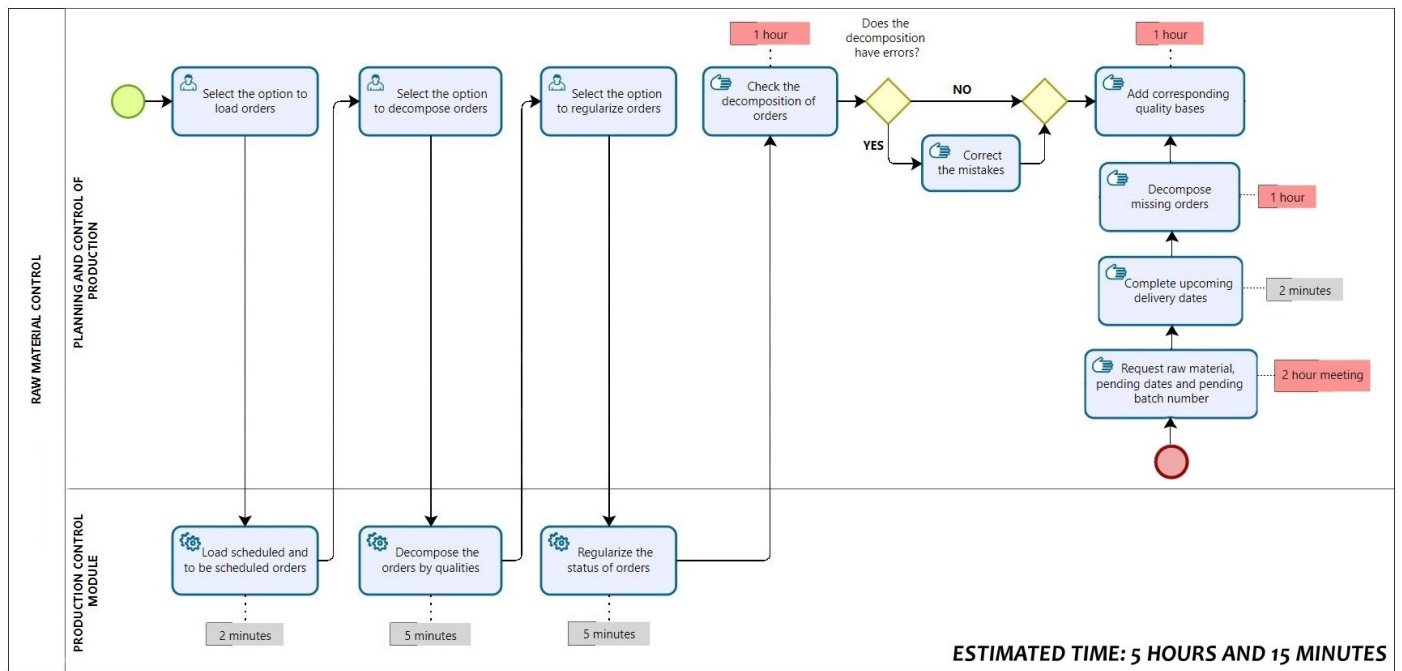 RAW MATERIAL CONTROL
PLANNING AND CONTROL OF
PRODUCTION
Select the option to
load orders
Select the option
to decompose orders
Select the option
to regularize orders
1 hour
Check the
decomposition of
orders
Does the
decomposition
have errors?
NO
YES
Correct
the mistakes
1 hour
Add corresponding
quality bases
Decompose
missing orders
1 hour
Complete upcoming
delivery dates
2 minutes
Request raw material,
pending dates and pending
batch number
2 hour meeting
PRODUCTION CONTROL
MODULE
Load scheduled and
to be scheduled orders
2 minutes
Decompose the
orders by qualities
5 minutes
Regularize the
status of orders
5 minutes
ESTIMATED TIME: 5 HOURS AND 15 MINUTES